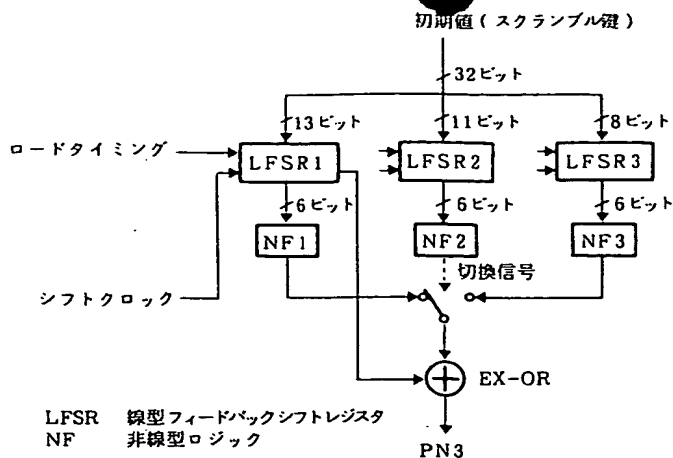 初期値(スクランブル鍵)
32ビット
13ビット 11ビット 8ビット
ロードタイミング LFSR1 LFSR2 LFSR3
6ビット 6ビット 6ビット
NF1 NF2 NF3
切換信号
シフトクロック
EX-OR
LFSR 線型フィードバックシフトレジスタ
NF 非線型ロジック
PN3